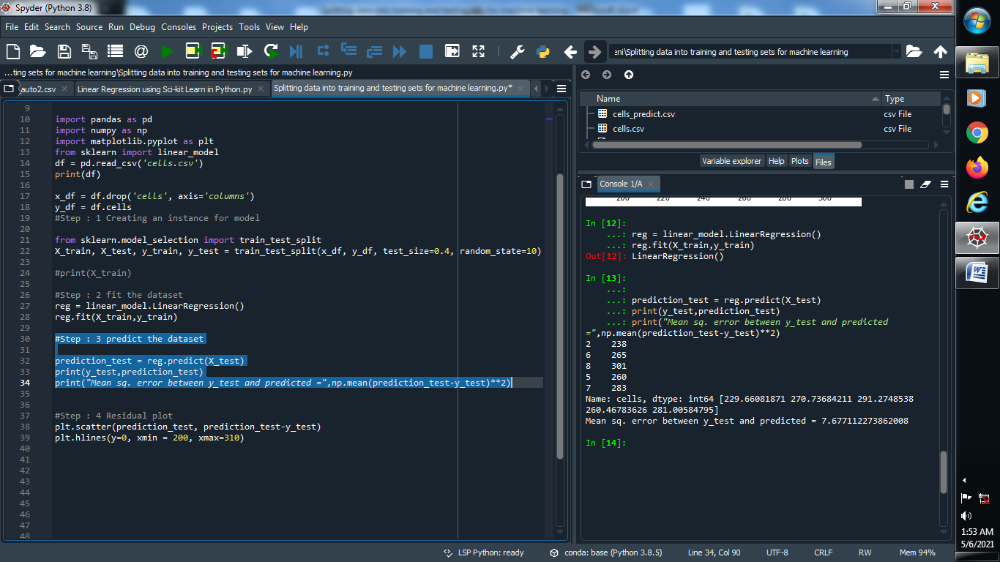 Spyder (Python 3.8)
File Edit Search Source Run Debug Consoles Projects Tools View Help
:eni\Splitting data into training and testing sets for machine learning
...ting sets for machine learning\Splitting data into training and testing sets for machine learning.py
auto2.csv Linear Regression using Sci-kit Learn in Python.py Splitting data into training and testing sets for machine learning.py*
9
10 import pandas as pd
11 import numpy as np
12 import matplotlib.pyplot as plt
13 from sklearn import linear_model
14 df = pd.read_csv('cells.csv')
15 print(df)
16
17 x_df = df.drop('cells', axis='columns')
18 y_df = df.cells
19 #Step : 1 Creating an instance for model
20
21 from sklearn.model_selection import train_test_split
22 X_train, X_test, y_train, y_test = train_test_split(x_df, y_df, test_size=0.4, random_state=10)
23
24 #print(X_train)
25
26 #Step : 2 fit the dataset
27 reg = linear_model.LinearRegression()
28 reg.fit(X_train,y_train)
29
30 #Step : 3 predict the dataset
31
32 prediction_test = reg.predict(X_test)
33 print(y_test,prediction_test)
34 print("Mean sq. error between y_test and predicted =",np.mean(prediction_test-y_test)**2)
35
36
37 #Step : 4 Residual plot
38 plt.scatter(prediction_test, prediction_test-y_test)
39 plt.hlines(y=0, xmin = 200, xmax=310)
40
41
42
43
44
45
46
47
48
Name Type
cells_predict.csv csv File
cells.csv csv File
Variable explorer Help Plots Files
Console 1/A
200 220 240 260 280 300
In [12]:
...: reg = linear_model.LinearRegression()
...: reg.fit(X_train,y_train)
Out[12]: LinearRegression()
In [13]:
...:
...: prediction_test = reg.predict(X_test)
...: print(y_test,prediction_test)
...: print("Mean sq. error between y_test and predicted
=",np.mean(prediction_test-y_test)**2)
2 238
6 265
8 301
5 260
7 283
Name: cells, dtype: int64 [229.66081871 270.73684211 291.2748538
260.46783626 281.00584795]
Mean sq. error between y_test and predicted = 7.677112273862008
In [14]:
LSP Python: ready conda: base (Python 3.8.5) Line 34, Col 90 UTF-8 CRLF RW Mem 94%
1:53 AM
5/6/2021